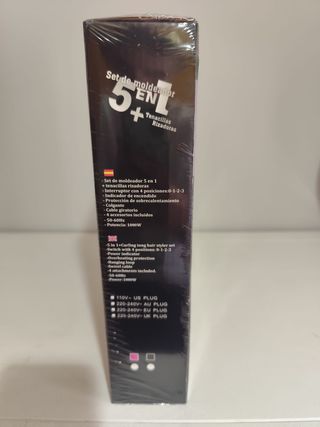 Set de moldeador
5 EN 1
+ Tenacillas
Rizadoras
- Set de moldeador 5 en 1
+ tenacillas rizadoras
- Interruptor con 4 posiciones:0-1-2-3
- Indicador de encendido
- Protección de sobrecalentamiento
- Colgante
- Cable giratorio
- 4 accesorios incluidos
- 50-60Hz
- Potencia: 1000W
-5 in 1+Curling tong hair styler set
-Switch with 4 positions: 0-1-2-3
-Power indicator
-Overheating protection
-Hanging loop
-Swivel cable
-4 attachments included.
-50-60Hz
-Power:1000W
110V~ US PLUG
220-240V~ AU PLUG
220-240V~ EU PLUG
220-240V~ UK PLUG